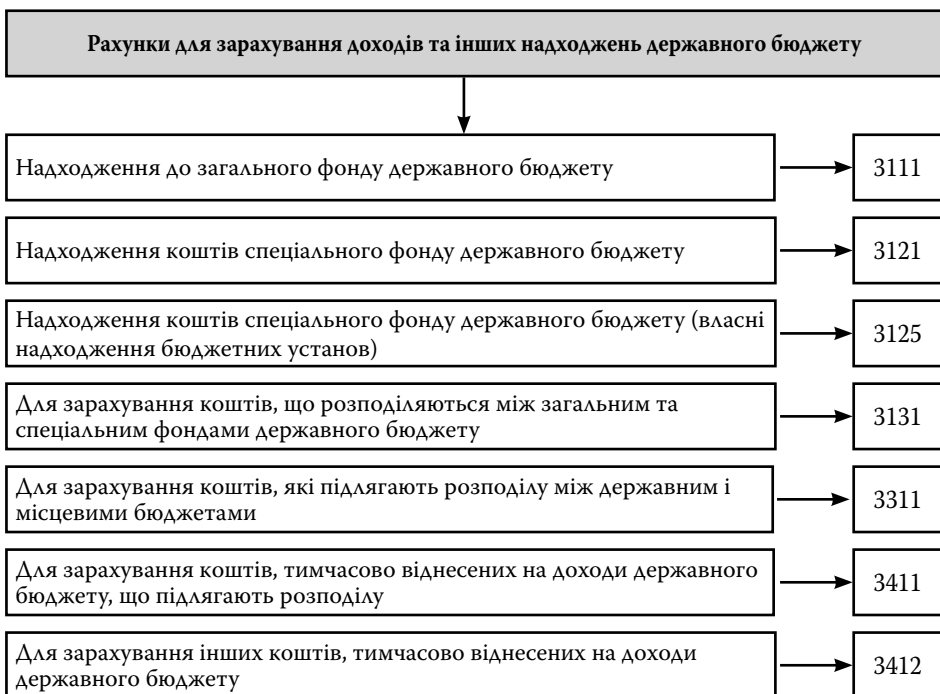 Рахунки для зарахування доходів та інших надходжень державного бюджету
Надходження до загального фонду державного бюджету
3111
Надходження коштів спеціального фонду державного бюджету
3121
Надходження коштів спеціального фонду державного бюджету (власні
надходження бюджетних установ)
3125
Для зарахування коштів, що розподіляються між загальним та
спеціальним фондами державного бюджету
3131
Для зарахування коштів, які підлягають розподілу між державним і
місцевими бюджетами
3311
Для зарахування коштів, тимчасово віднесених на доходи державного
бюджету, що підлягають розподілу
3411
Для зарахування інших коштів, тимчасово віднесених на доходи
державного бюджету
3412